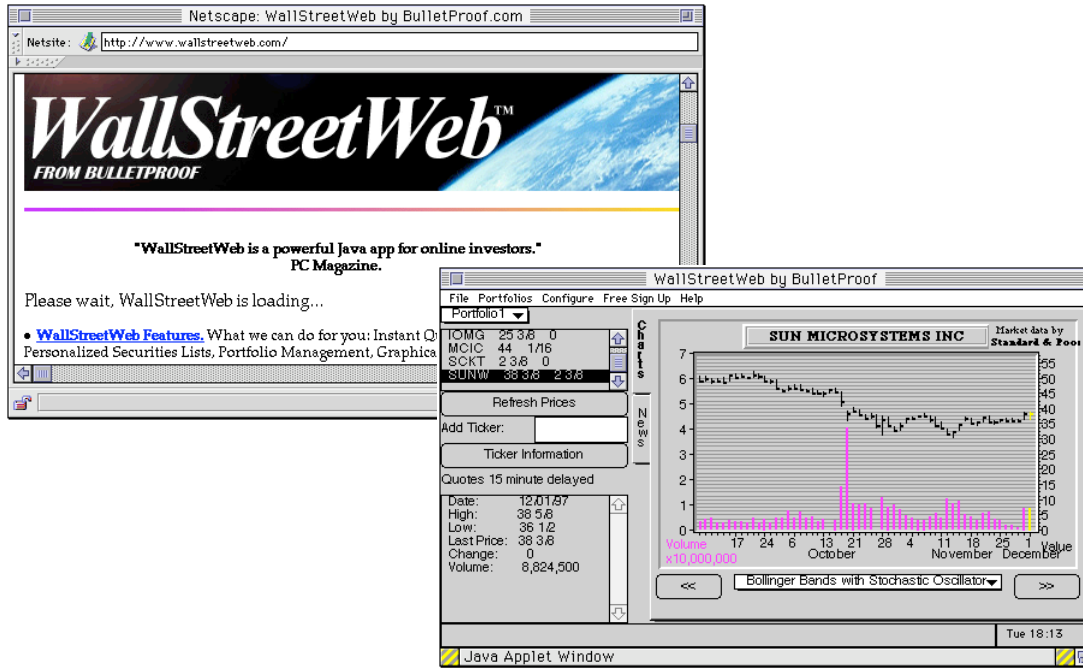 Netscape: WallStreetWeb by BulletProof.com
Netsite: http://www.wallstreetweb.com/
WallStreetWeb™
FROM BULLETPROOF
"WallStreetWeb is a powerful Java app for online investors."
PC Magazine.
Please wait, WallStreetWeb is loading...
• WallStreetWeb Features. What we can do for you: Instant Qu
Personalized Securities Lists, Portfolio Management, Graphica
WallStreetWeb by BulletProof
File Portfolios Configure Free Sign Up Help
Portfolio1
IOMG 25 3/8 0
MCIC 44 1/16
SCKT 2 3/8 0
SUNW 38 3/8 2 3/8
Refresh Prices
Add Ticker:
Ticker Information
Quotes 15 minute delayed
Date: 12/01/97
High: 38 5/8
Low: 36 1/2
Last Price: 38 3/8
Change: 0
Volume: 8,824,500
Charts
News
SUN MICROSYSTEMS INC
Market data by
Standard & Poor
7
6
5
4
3
2
1
0
55
50
45
40
35
30
25
20
15
10
5
0
17 24 6 13 21 28 4 11 18 25 1
Volume
x10,000,000
October November December
Value
<<
Bollinger Bands with Stochastic Oscillator
>>
Tue 18:13
Java Applet Window